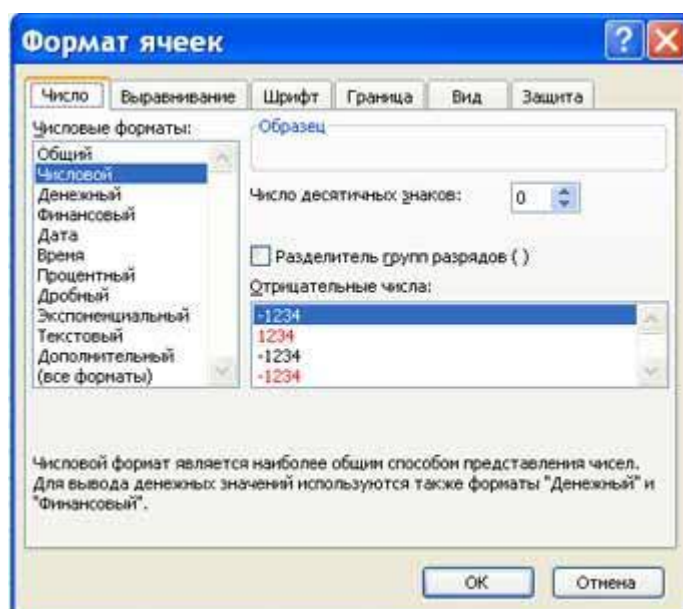 Формат ячеек
Число Выравнивание Шрифт Граница Вид Защита
Числовые форматы:
Общий
Числовой
Денежный
Финансовый
Дата
Время
Процентный
Дробный
Экспоненциальный
Текстовый
Дополнительный
(все форматы)
Образец
Число десятичных знаков: 0
Разделитель групп разрядов ( )
Отрицательные числа:
-1234
1234
-1234
-1234
Числовой формат является наиболее общим способом представления чисел.
Для вывода денежных значений используются также форматы "Денежный" и
"Финансовый".
ОК Отмена